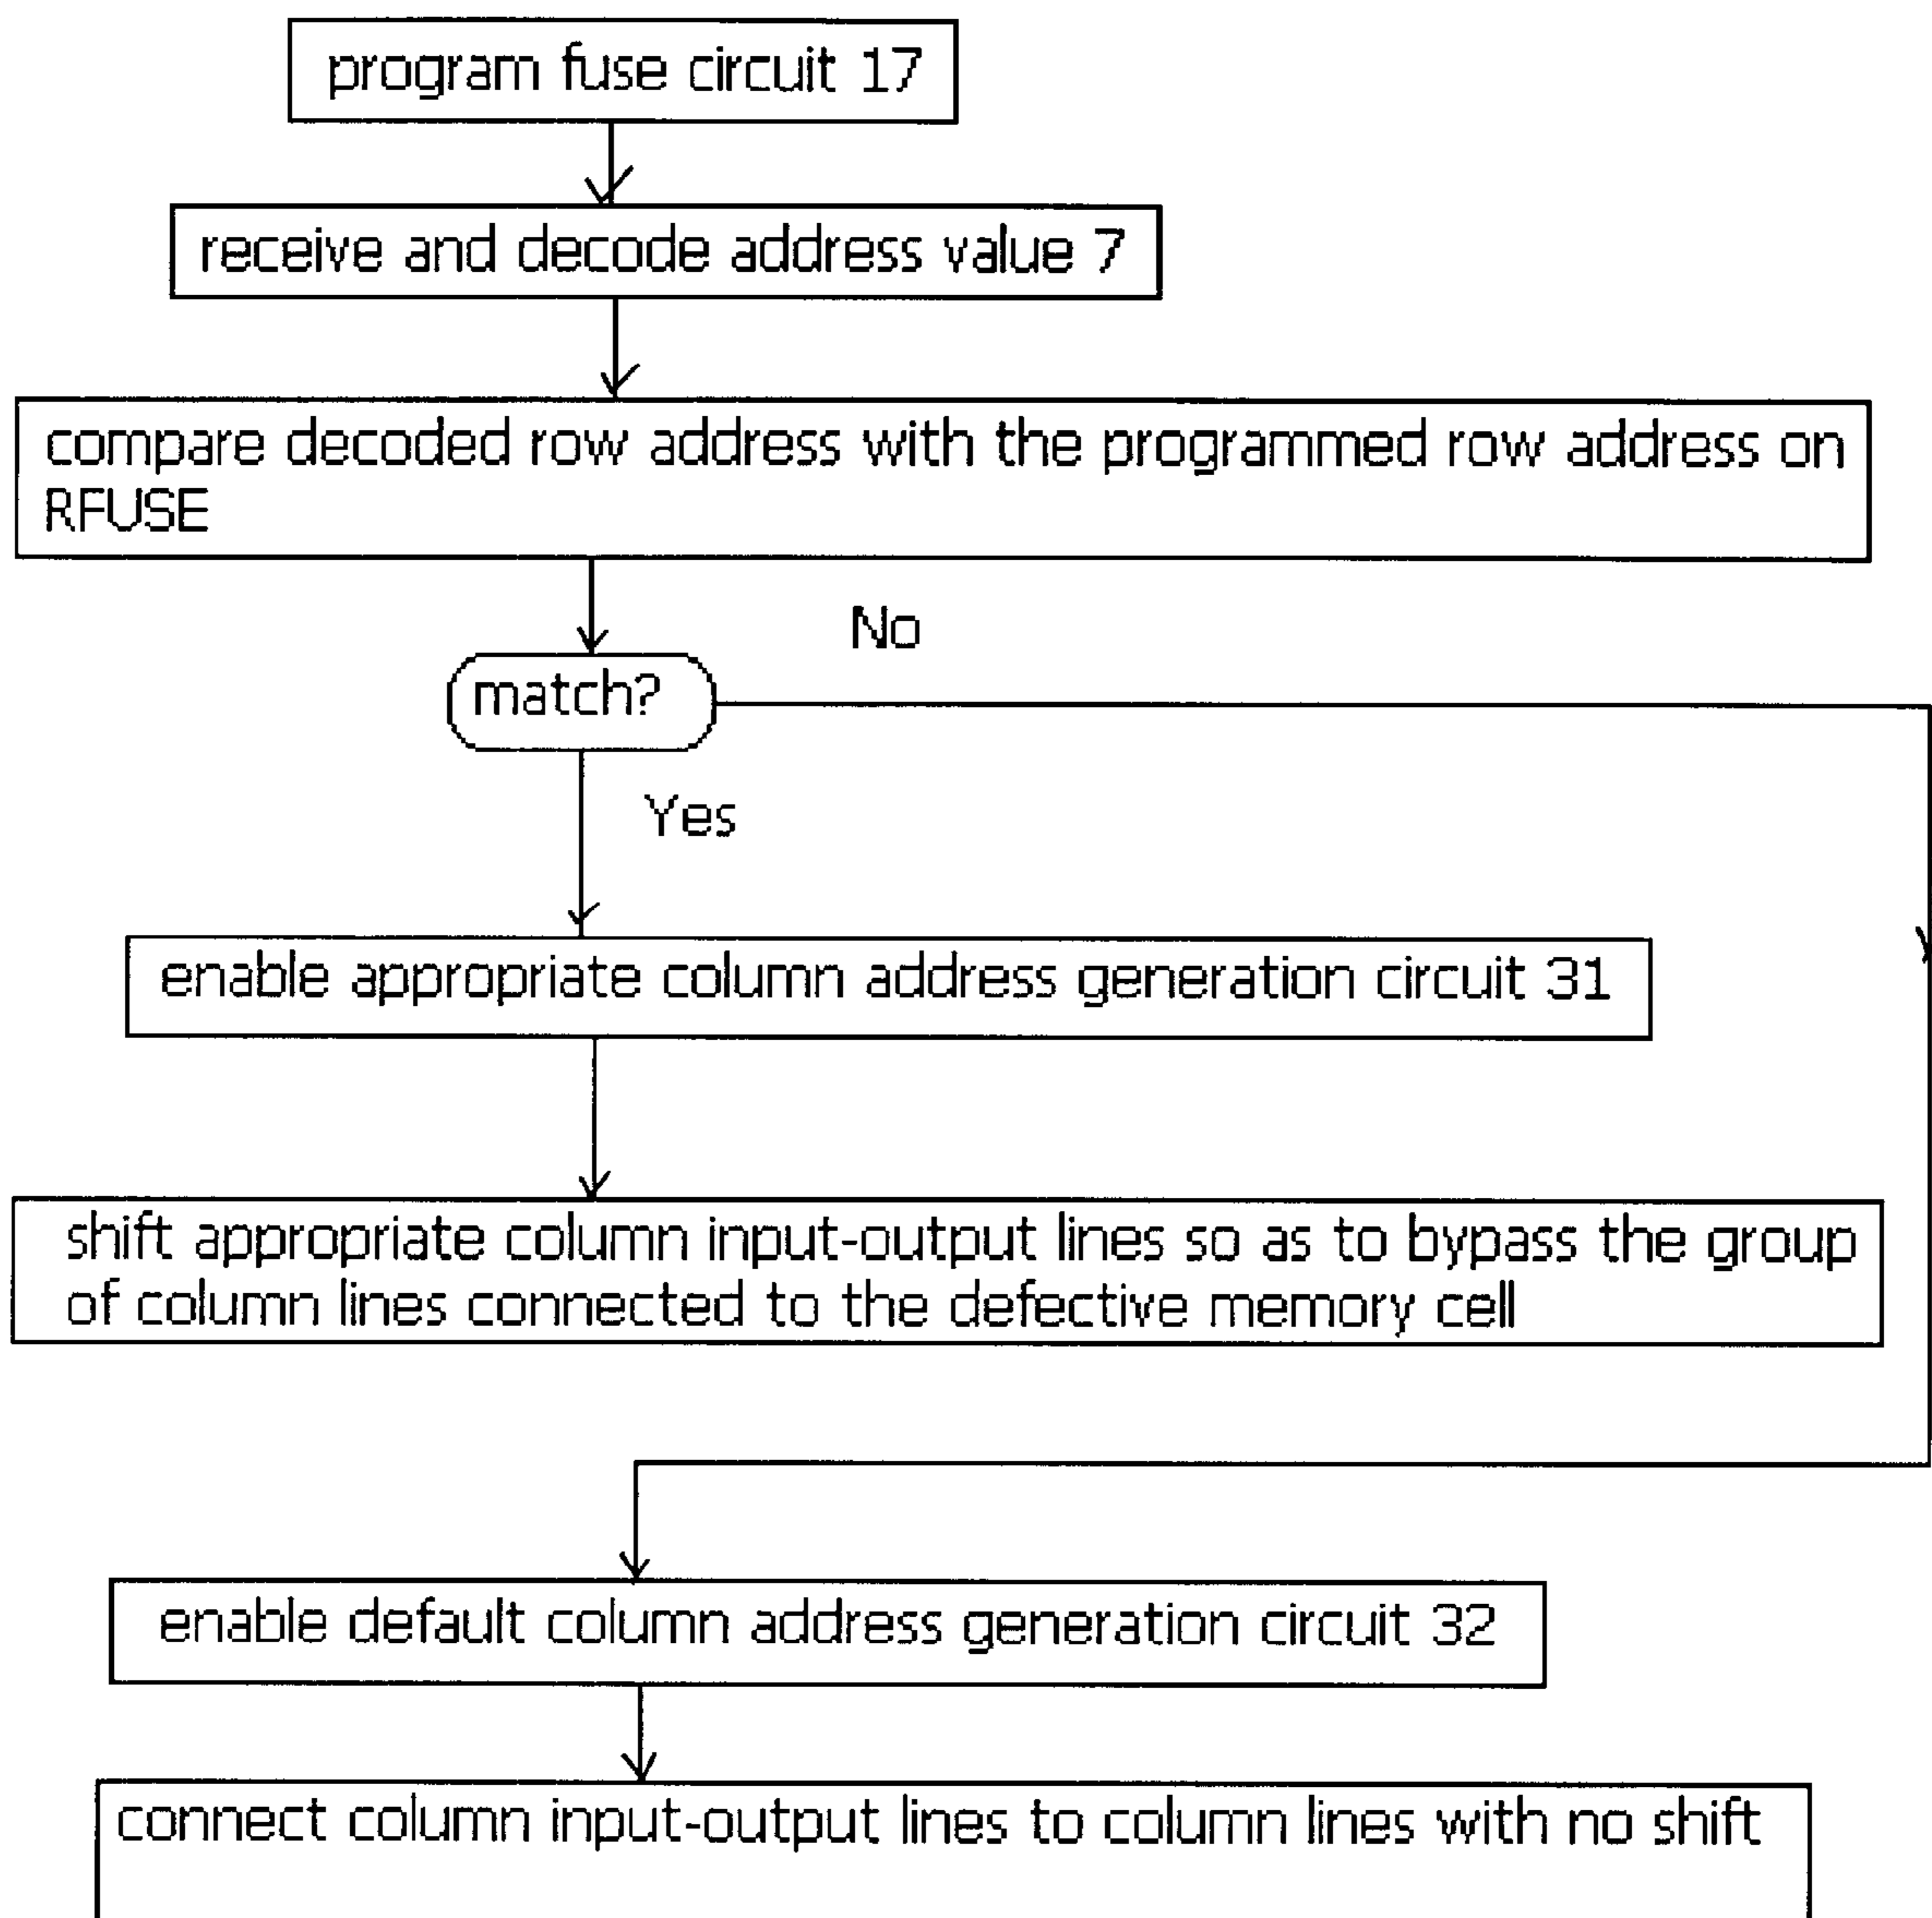 program fuse circuit 17
receive and decode address value 7
compare decoded row address with the programmed row address on
RFUSE
No
match?
Yes
enable appropriate column address generation circuit 31
shift appropriate column input-output lines so as to bypass the group
of column lines connected to the defective memory cell
enable default column address generation circuit 32
connect column input-output lines to column lines with no shift